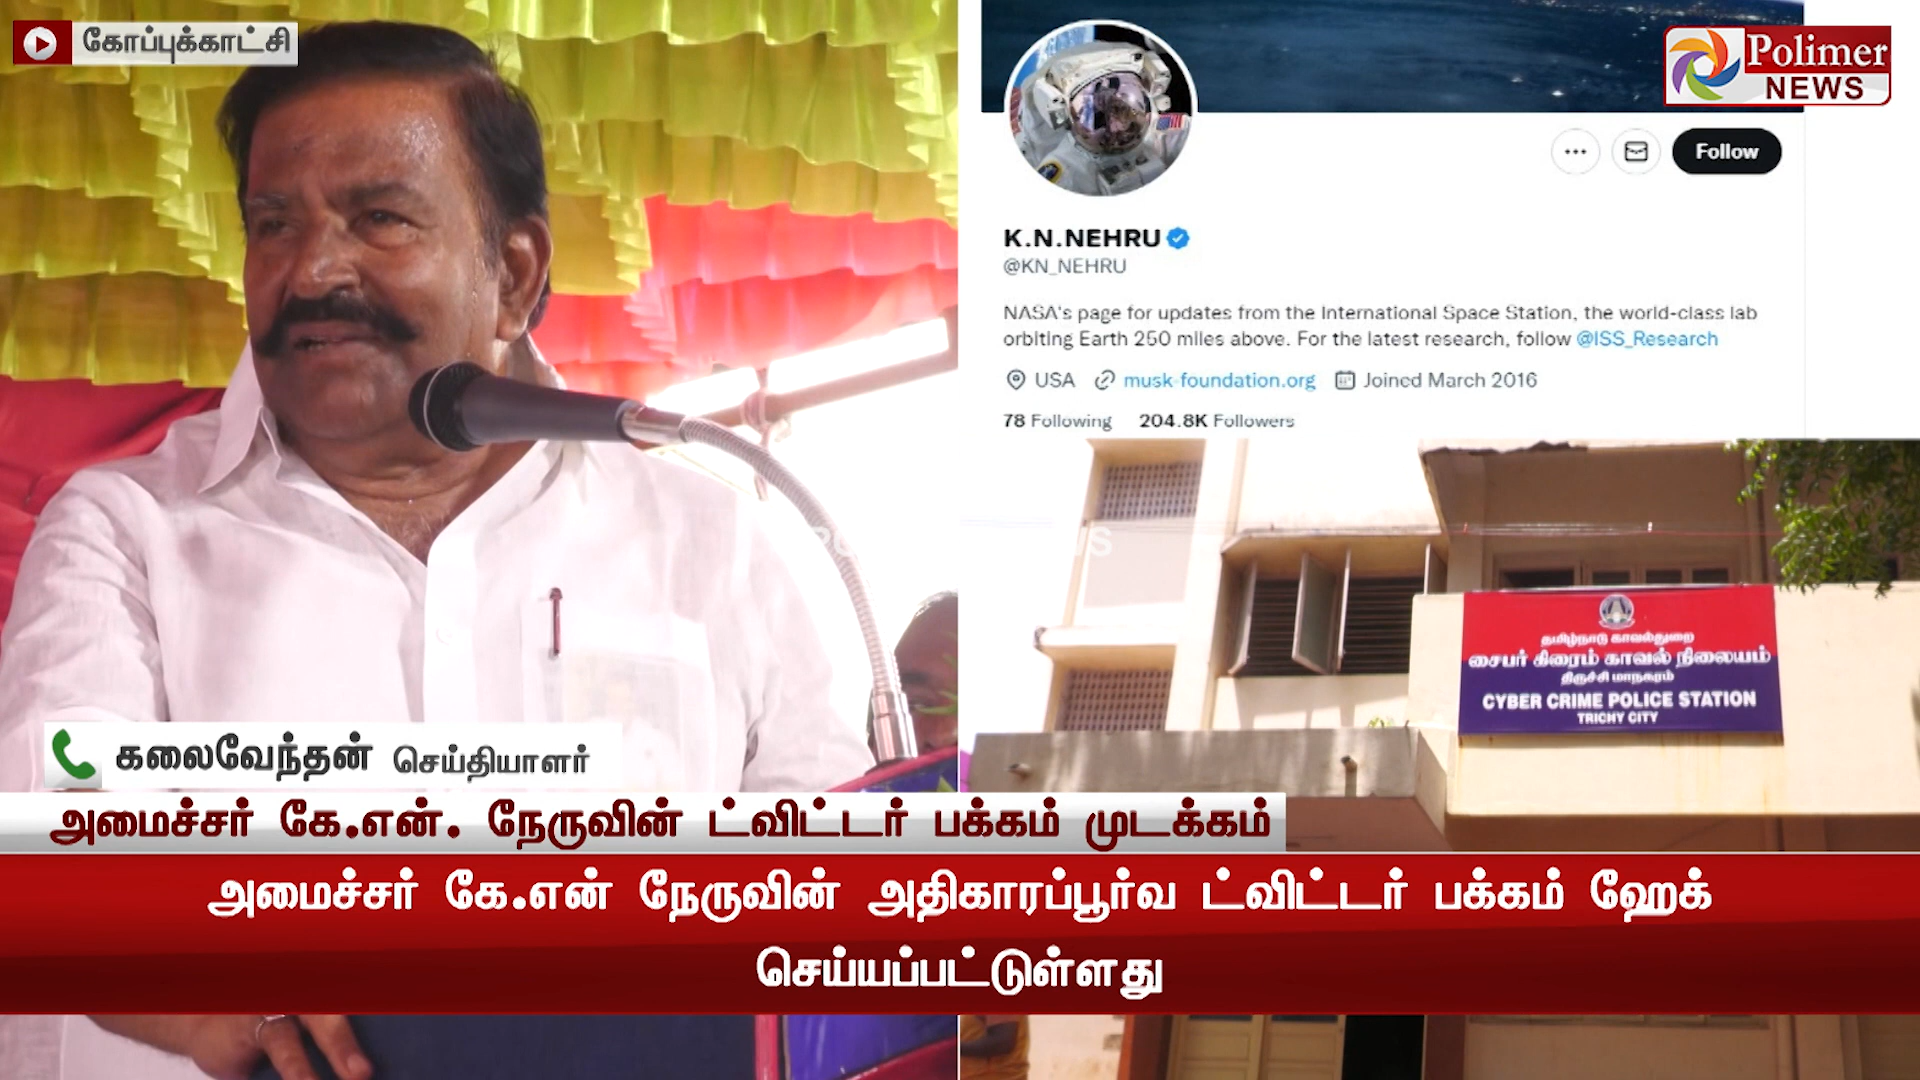 கோப்புக்காட்சி
Polimer
NEWS
Follow
K.N.NEHRU
@KN_NEHRU
NASA's page for updates from the International Space Station, the world-class lab
orbiting Earth 250 miles above. For the latest research, follow @ISS_Research
USA musk-foundation.org Joined March 2016
78 Following 204.8K Followers
தமிழ்நாடு காவல்துறை
சைபர் கிரைம் காவல் நிலையம்
திருச்சி மாநகரம்
CYBER CRIME POLICE STATION
TRICHY CITY
கலைவேந்தன் செய்தியாளர்
அமைச்சர் கே.என். நேருவின் ட்விட்டர் பக்கம் முடக்கம்
அமைச்சர் கே.என் நேருவின் அதிகாரப்பூர்வ ட்விட்டர் பக்கம் ஹேக்
செய்யப்பட்டுள்ளது